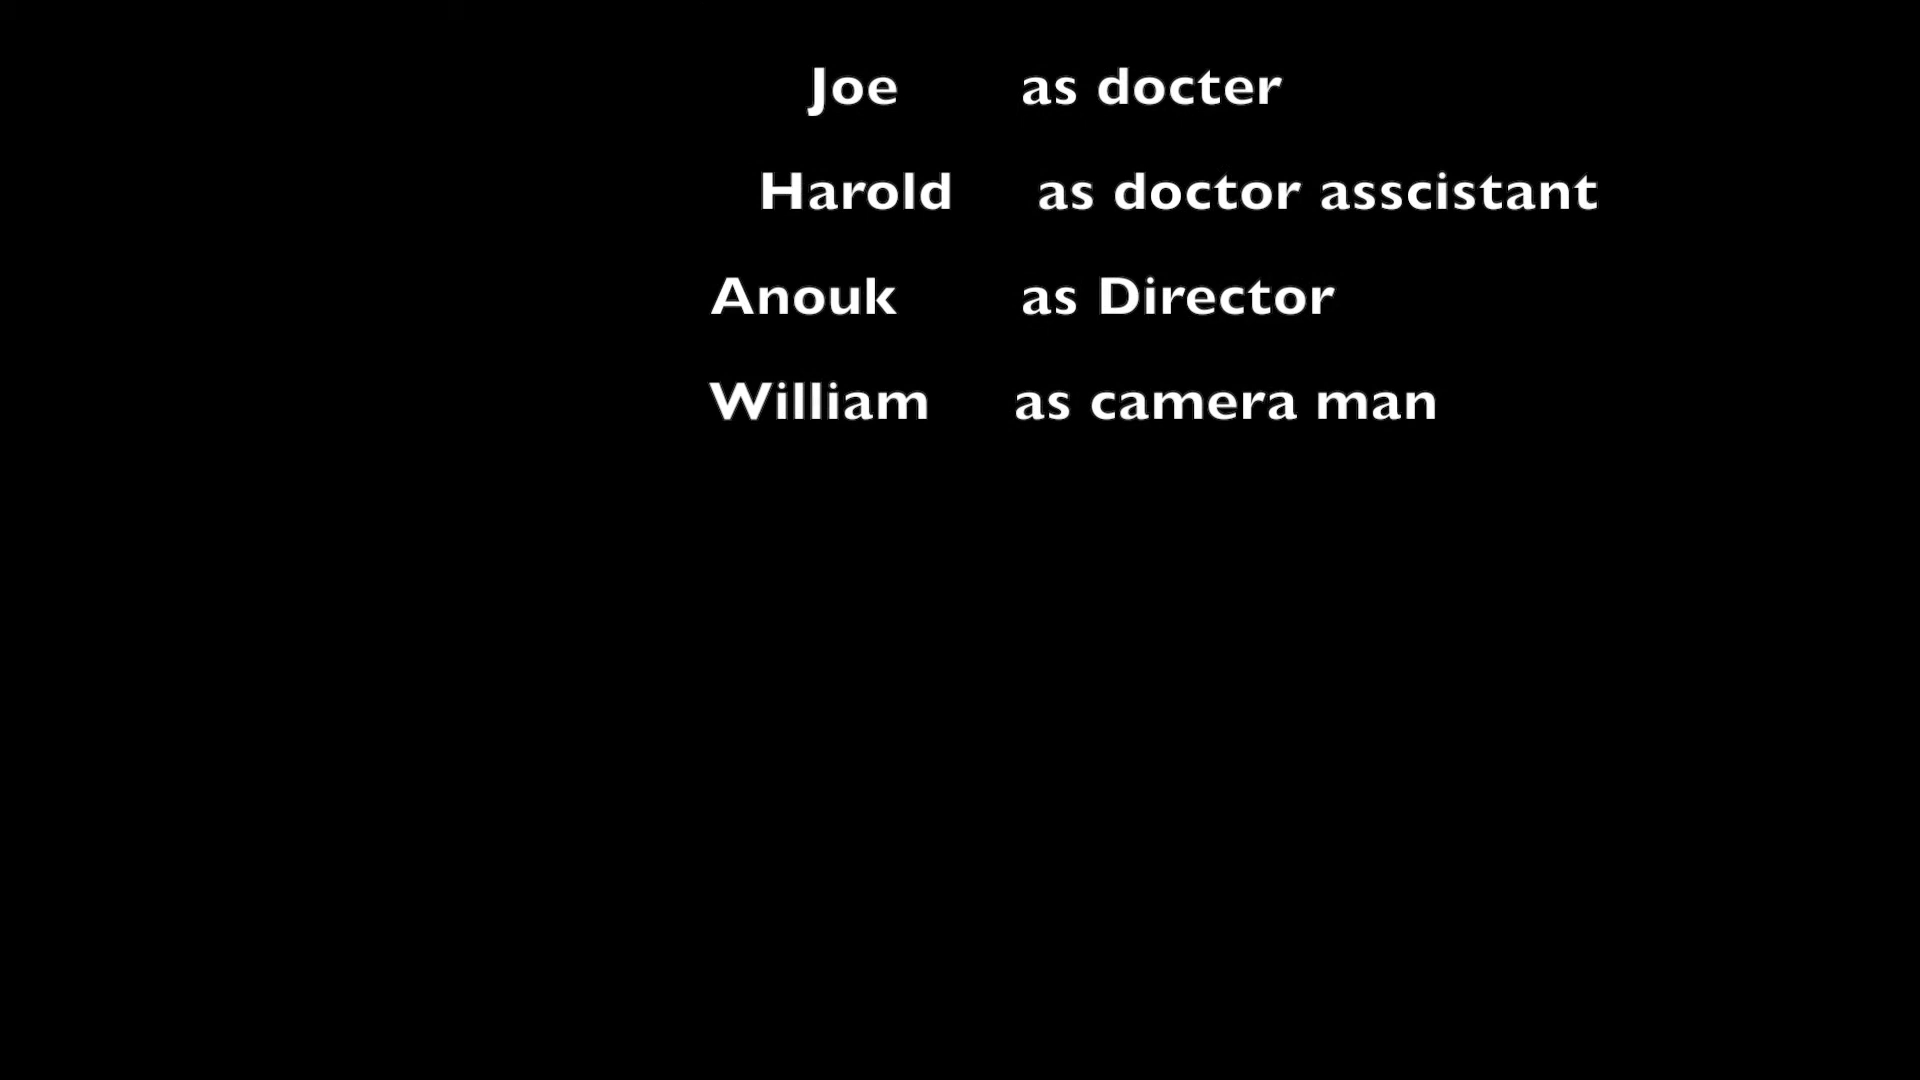 Joe as docter
Harold as doctor asscistant
Anouk as Director
William as camera man